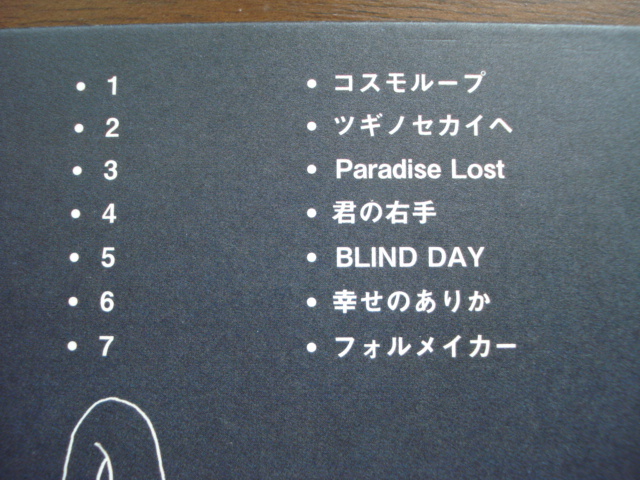 • 1 • コスモループ
• 2 • ツギノセカイヘ
• 3 • Paradise Lost
• 4 • 君の右手
• 5 • BLIND DAY
• 6 • 幸せのありか
• 7 • フォルメイカー